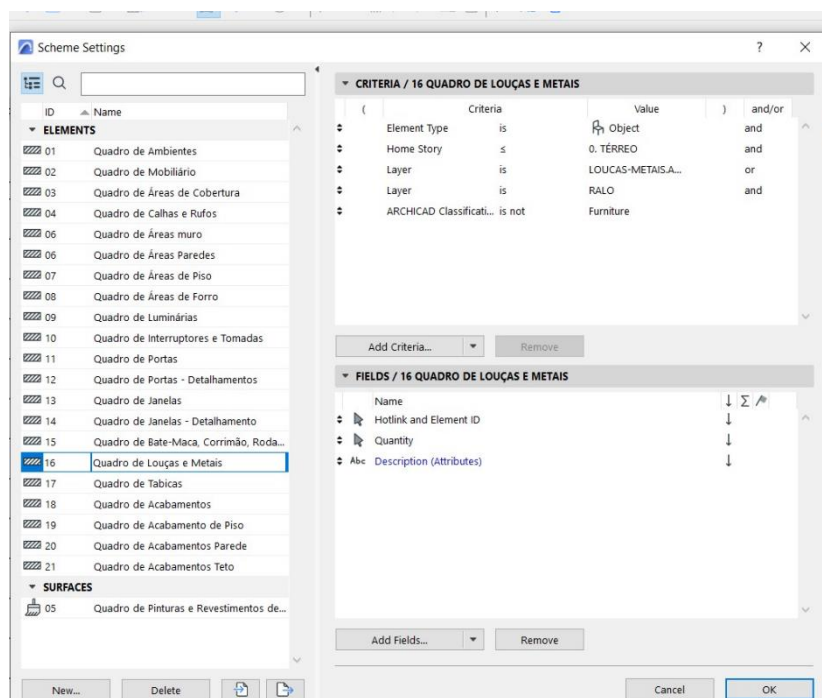 Scheme Settings ? ×
ID Name
ELEMENTS
01 Quadro de Ambientes
02 Quadro de Mobiliário
03 Quadro de Áreas de Cobertura
04 Quadro de Calhas e Rufos
06 Quadro de Áreas muro
06 Quadro de Áreas Paredes
07 Quadro de Áreas de Piso
08 Quadro de Áreas de Forro
09 Quadro de Luminárias
10 Quadro de Interruptores e Tomadas
11 Quadro de Portas
12 Quadro de Portas - Detalhamentos
13 Quadro de Janelas
14 Quadro de Janelas - Detalhamento
15 Quadro de Bate-Maca, Corrimão, Roda...
16 Quadro de Louças e Metais
17 Quadro de Tabicas
18 Quadro de Acabamentos
19 Quadro de Acabamento de Piso
20 Quadro de Acabamentos Parede
21 Quadro de Acabamentos Teto
SURFACES
05 Quadro de Pinturas e Revestimentos de...
New... Delete
CRITERIA / 16 QUADRO DE LOUÇAS E METAIS
( Criteria Value ) and/or
Element Type is Object and
Home Story ≤ 0. TÉRREO and
Layer is LOUCAS-METAIS.A... or
Layer is RALO and
ARCHICAD Classificati... is not Furniture
Add Criteria... Remove
FIELDS / 16 QUADRO DE LOUÇAS E METAIS
Name ↓ Σ
Hotlink and Element ID ↓
Quantity ↓
Abc Description (Attributes) ↓
Add Fields... Remove
Cancel OK